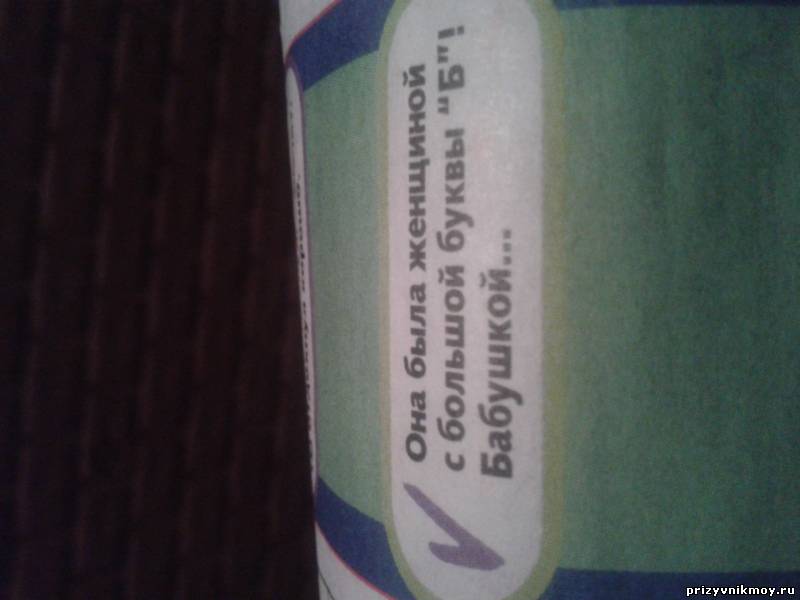 Она была женщиной
с большой буквы "Б"!
Бабушкой...
prizyvnikmoy.ru